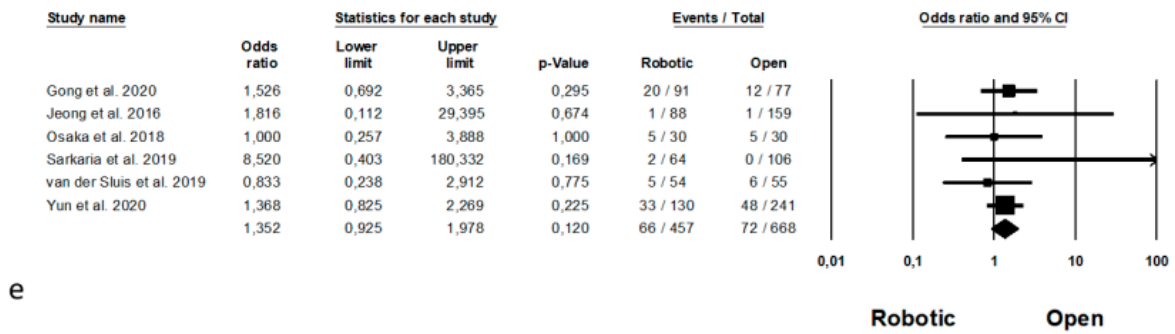 Study name Statistics for each study Events / Total Odds ratio and 95% CI
Odds ratio Lower limit Upper limit p-Value Robotic Open
Gong et al. 2020 1,526 0,692 3,365 0,295 20 / 91 12 / 77
Jeong et al. 2016 1,816 0,112 29,395 0,674 1 / 88 1 / 159
Osaka et al. 2018 1,000 0,257 3,888 1,000 5 / 30 5 / 30
Sarkaria et al. 2019 8,520 0,403 180,332 0,169 2 / 64 0 / 106
van der Sluis et al. 2019 0,833 0,238 2,912 0,775 5 / 54 6 / 55
Yun et al. 2020 1,368 0,825 2,269 0,225 33 / 130 48 / 241
1,352 0,925 1,978 0,120 66 / 457 72 / 668
0,01 0,1 1 10 100
e
Robotic Open